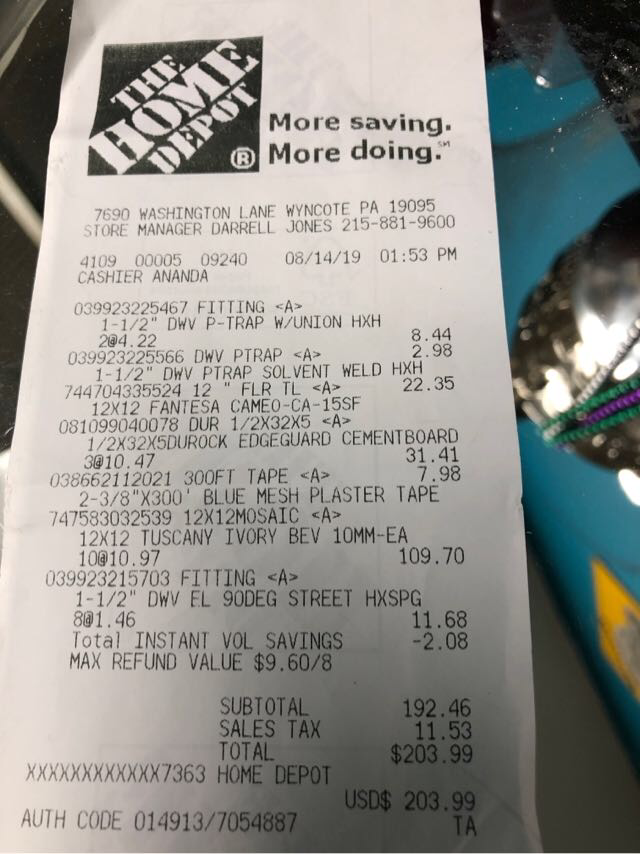 THE
HOME
DEPOT
®
More saving.
More doing.℠
7690 WASHINGTON LANE WYNCOTE PA 19095
STORE MANAGER DARRELL JONES 215-881-9600
4109 00005 09240 08/14/19 01:53 PM
CASHIER ANANDA
039923225467 FITTING <A>
1-1/2" DWV P-TRAP W/UNION HXH
2@4.22 8.44
039923225566 DWV PTRAP <A> 2.98
1-1/2" DWV PTRAP SOLVENT WELD HXH
744704335524 12 " FLR TL <A> 22.35
12X12 FANTESA CAMEO-CA-15SF
081099040078 DUR 1/2X32X5 <A>
1/2X32X5DUROCK EDGEGUARD CEMENTBOARD
3@10.47 31.41
038662112021 300FT TAPE <A> 7.98
2-3/8"X300' BLUE MESH PLASTER TAPE
747583032539 12X12MOSAIC <A>
12X12 TUSCANY IVORY BEV 10MM-EA
10@10.97 109.70
039923215703 FITTING <A>
1-1/2" DWV EL 90DEG STREET HXSPG
8@1.46 11.68
Total INSTANT VOL SAVINGS -2.08
MAX REFUND VALUE $9.60/8
SUBTOTAL 192.46
SALES TAX 11.53
TOTAL $203.99
XXXXXXXXXXXX7363 HOME DEPOT
USD$ 203.99
AUTH CODE 014913/7054887 TA